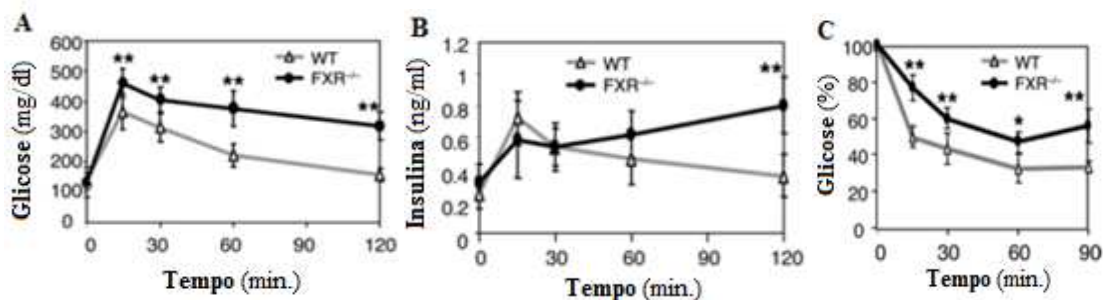 A
Glicose (mg/dl)
600
500
400
300
200
100
0
** ** ** **
WT
FXR-/-
0 30 60 90 120
Tempo (min.)
B
Insulina (ng/ml)
1.2
1
0.8
0.6
0.4
0.2
0
WT
FXR-/-
**
0 30 60 90 120
Tempo (min.)
C
Glicose (%)
100
80
60
40
20
0
WT
FXR-/-
** ** * **
0 30 60 90
Tempo (min.)